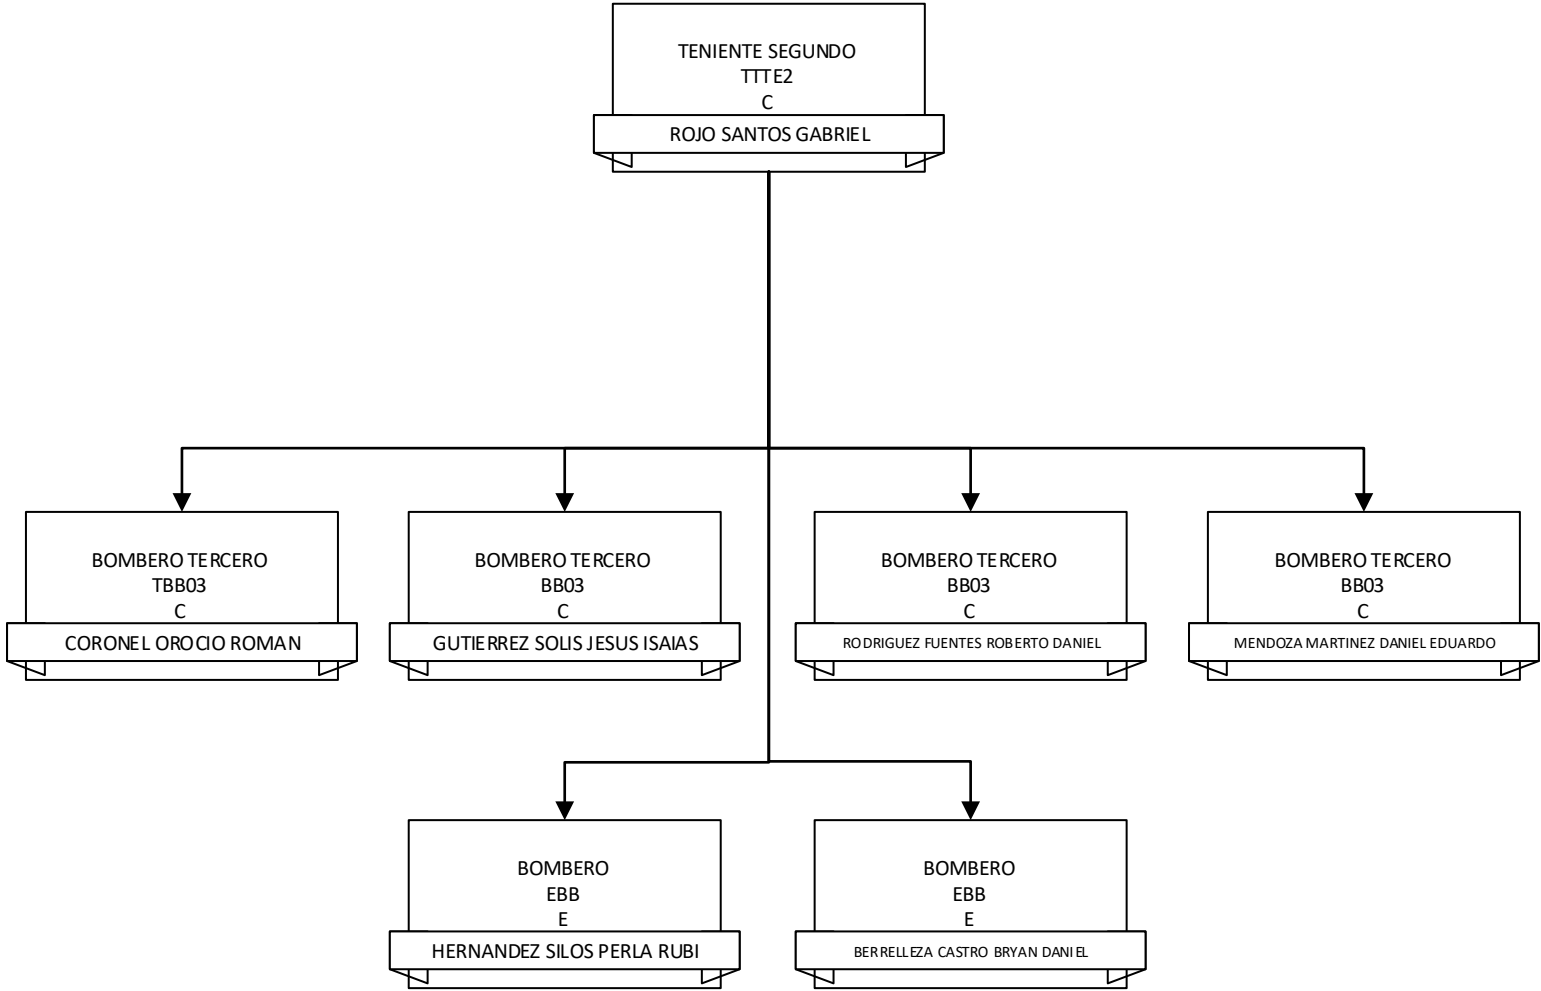 TENIENTE SEGUNDO
TTTE2
C
ROJO SANTOS GABRIEL
BOMBERO TERCERO
TBB03
C
CORONEL OROCIO ROMAN
BOMBERO TERCERO
BB03
C
GUTIERREZ SOLIS JESUS ISAIAS
BOMBERO TERCERO
BB03
C
RODRIGUEZ FUENTES ROBERTO DANIEL
BOMBERO TERCERO
BB03
C
MENDOZA MARTINEZ DANIEL EDUARDO
BOMBERO
EBB
E
HERNANDEZ SILOS PERLA RUBI
BOMBERO
EBB
E
BERRELLEZA CASTRO BRYAN DANIEL